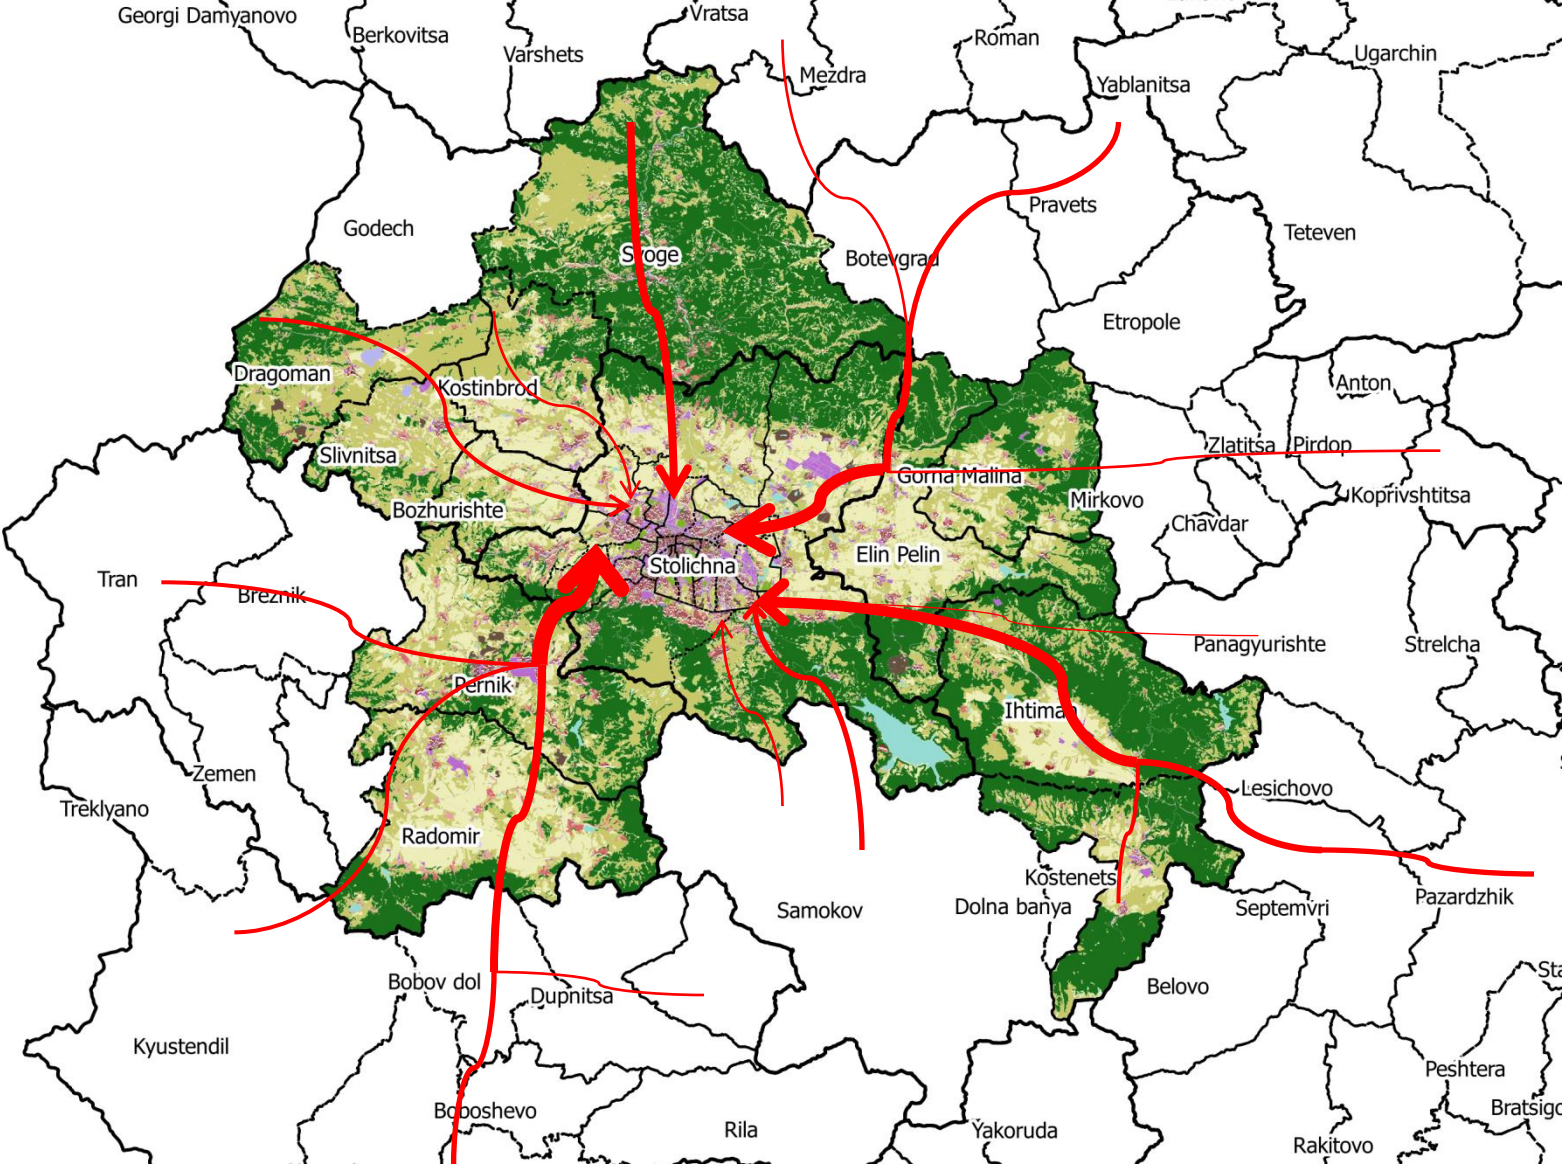 Georgi Damyanovo
Vratsa
Berkovitsa
Roman
Varshets
Ugarchin
Mezdra
Yablanitsa
Pravets
Godech
Teteven
Svoge
Botevgrad
Etropole
Dragoman
Kostinbrod
Anton
Zlatitsa
Pirdop
Slivnitsa
Gorna Malina
Mirkovo
Koprivshtitsa
Bozhurishte
Chavdar
Elin Pelin
Stolichna
Tran
Breznik
Panagyurishte
Strelcha
Pernik
Ihtiman
Zemen
Lesichovo
Treklyano
Radomir
Kostenets
Pazardzhik
Dolna banya
Septemvri
Samokov
Bobov dol
Dupnitsa
Belovo
Sta
Kyustendil
Peshtera
Boboshevo
Bratsigo
Rila
Yakoruda
Rakitovo